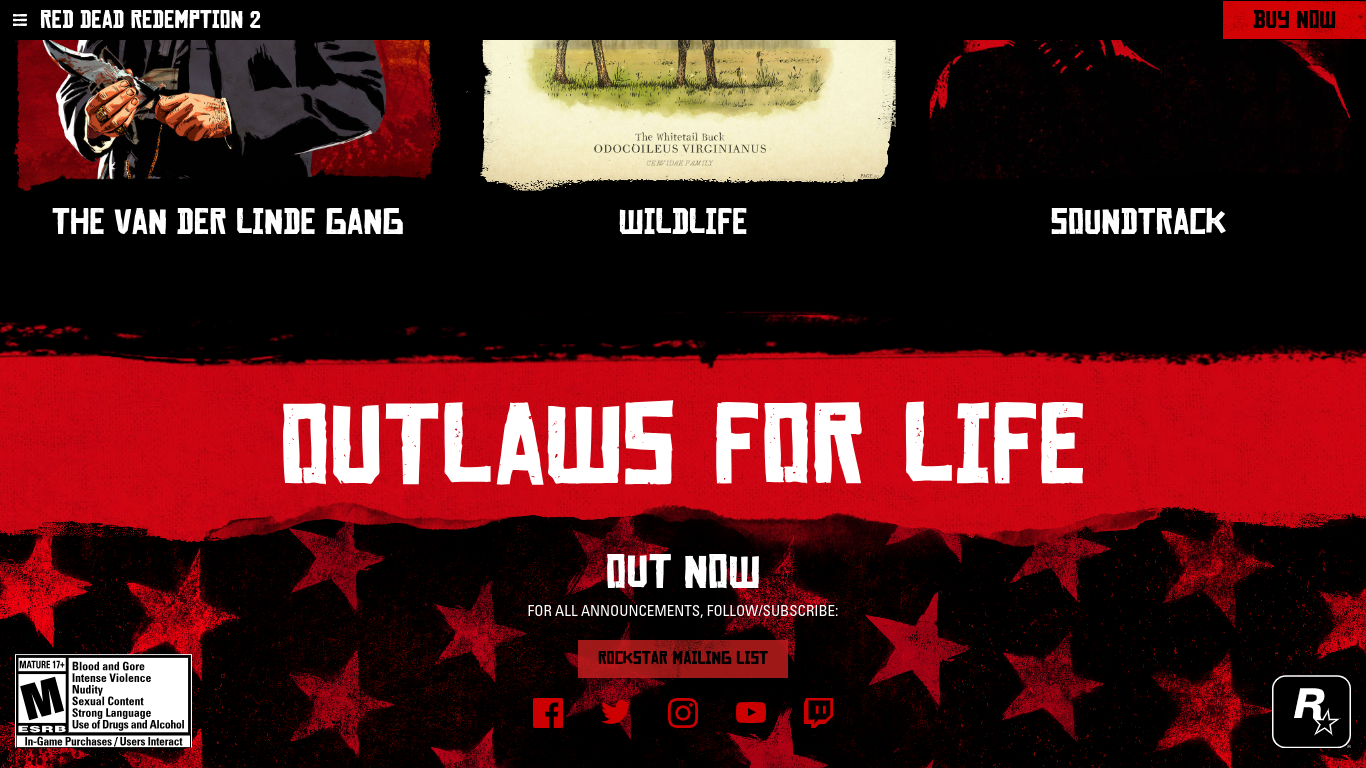 RED DEAD REDEMPTION 2
BUY NOW
The Whitetail Buck
ODOCOILEUS VIRGINIANUS
CERVIDAE FAMILY
THE VAN DER LINDE GANG
WILDLIFE
SOUNDTRACK
OUTLAWS FOR LIFE
OUT NOW
FOR ALL ANNOUNCEMENTS, FOLLOW/SUBSCRIBE:
ROCKSTAR MAILING LIST
MATURE 17+
M
ESRB
Blood and Gore
Intense Violence
Nudity
Sexual Content
Strong Language
Use of Drugs and Alcohol
In-Game Purchases / Users Interact
R